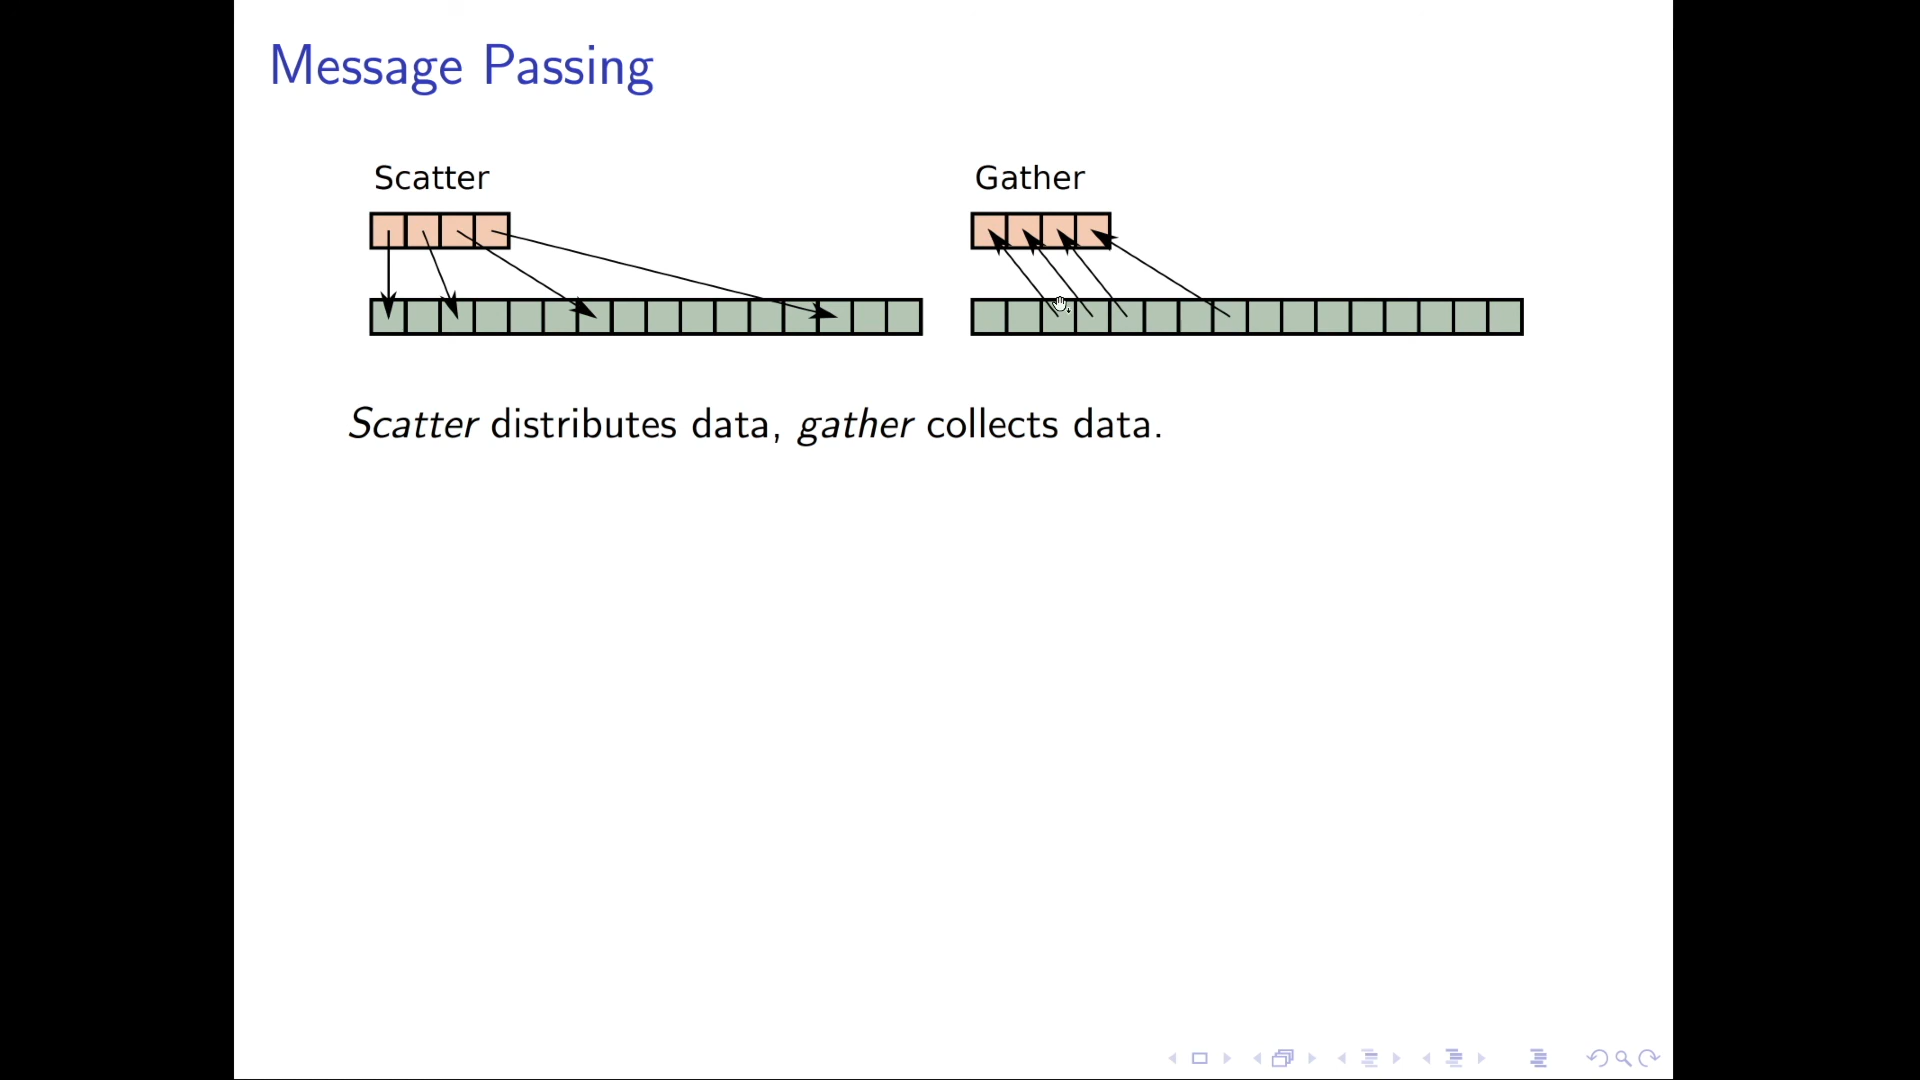 Message Passing
Scatter
Gather
Scatter distributes data, gather collects data.